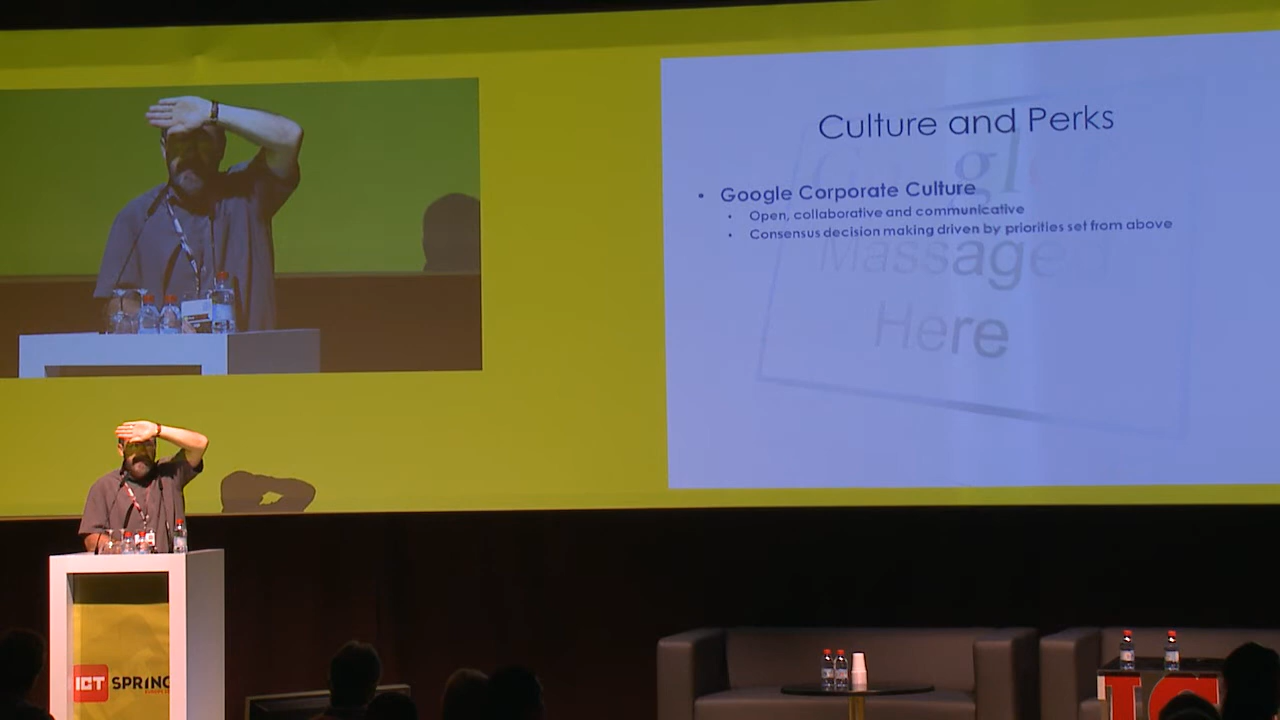 Culture and Perks
• Google Corporate Culture
• Open, collaborative and communicative
• Consensus decision making driven by priorities set from above
Massaged
Here
ICT SPRING